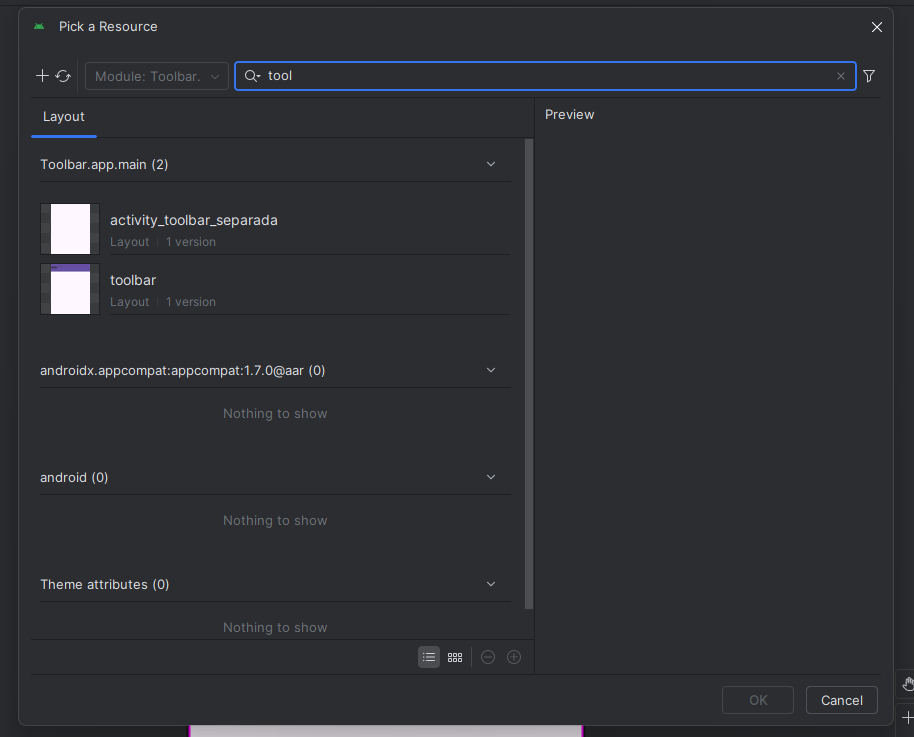 Pick a Resource
Module: Toolbar.
tool
Layout
Preview
Toolbar.app.main (2)
activity_toolbar_separada
Layout 1 version
toolbar
Layout 1 version
androidx.appcompat:appcompat:1.7.0@aar (0)
Nothing to show
android (0)
Nothing to show
Theme attributes (0)
Nothing to show
OK
Cancel